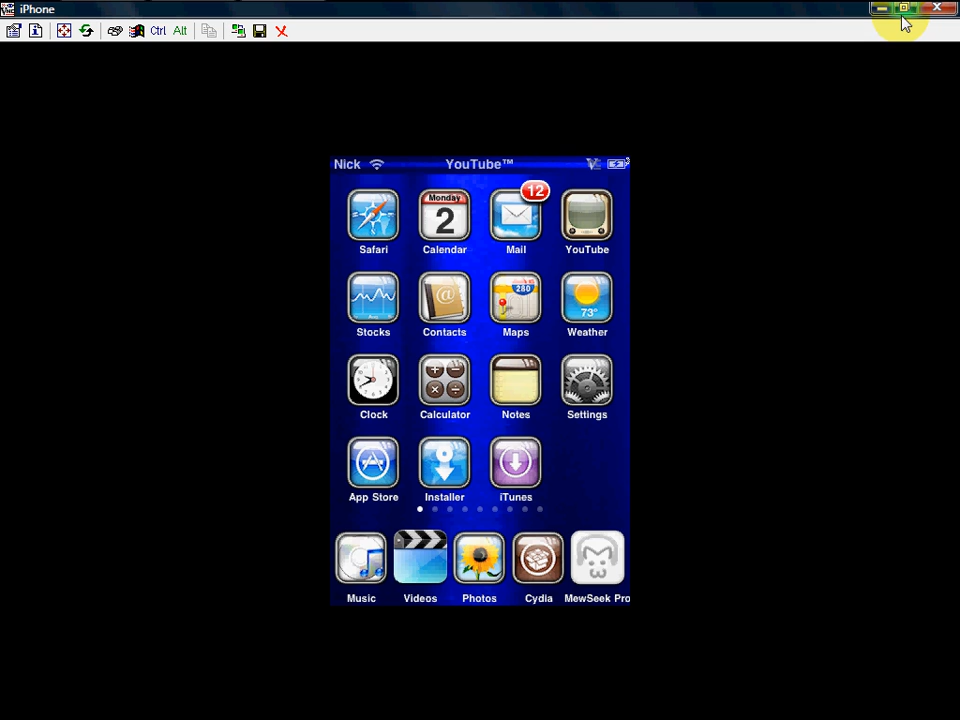 iPhone
Ctrl Alt
Nick YouTube™
Monday 12
2
Safari Calendar Mail YouTube
280
73°
Stocks Contacts Maps Weather
Clock Calculator Notes Settings
App Store Installer iTunes
Music Videos Photos Cydia MewSeek Pro